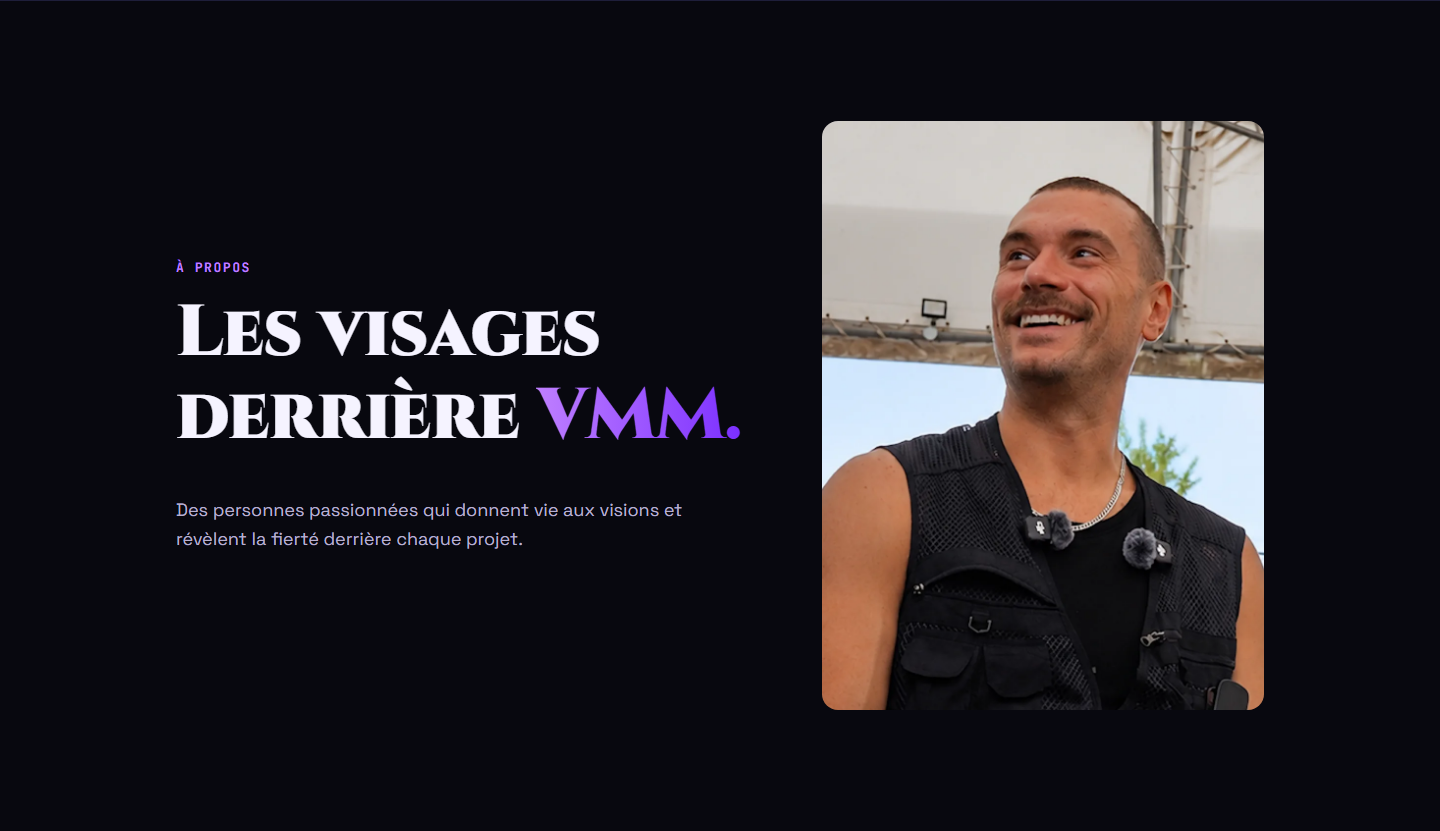 À PROPOS
Les visages
derrière VMM.
Des personnes passionnées qui donnent vie aux visions et
révèlent la fierté derrière chaque projet.